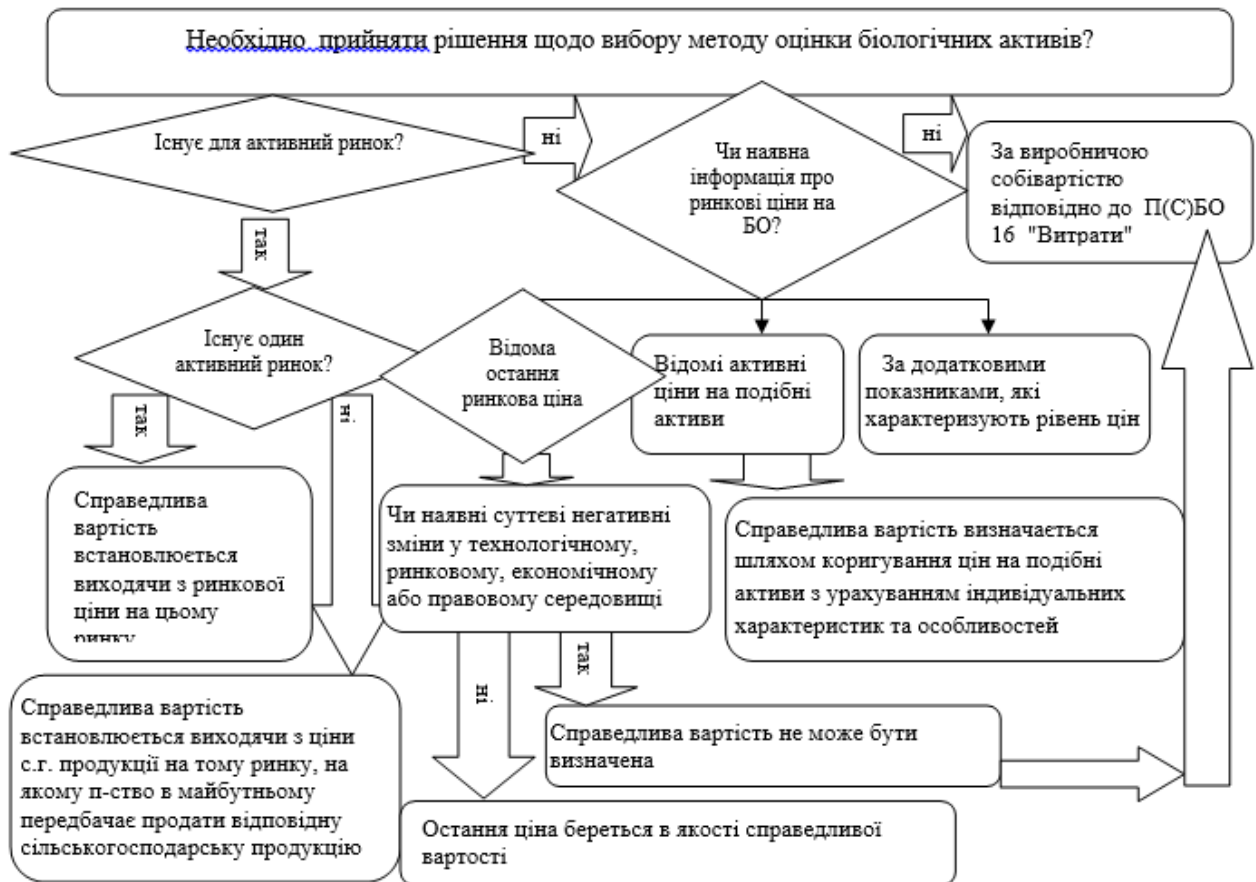 Необхідно прийняти рішення щодо вибору методу оцінки біологічних активів?
Існує для активний ринок?
ні
Чи наявна
інформація про
ринкові ціни на
БО?
ні
За виробничою
собівартістю
відповідно до П(С)БО
16 "Витрати"
так
Існує один
активний ринок?
Відома
остання
ринкова ціна
Відомі активні
ціни на подібні
активи
За додатковими
показниками, які
характеризують рівень цін
так
ні
Справедлива
вартість
встановлюється
виходячи з ринкової
ціни на цьому
ринку
Чи наявні суттєві негативні
зміни у технологічному,
ринковому, економічному
або правовому середовищі
Справедлива вартість визначається
шляхом коригування цін на подібні
активи з урахуванням індивідуальних
характеристик та особливостей
ні
так
Справедлива вартість
встановлюється виходячи з ціни
с.г. продукції на тому ринку, на
якому п-ство в майбутньому
передбачає продати відповідну
сільськогосподарську продукцію
Справедлива вартість не може бути
визначена
Остання ціна береться в якості справедливої
вартості